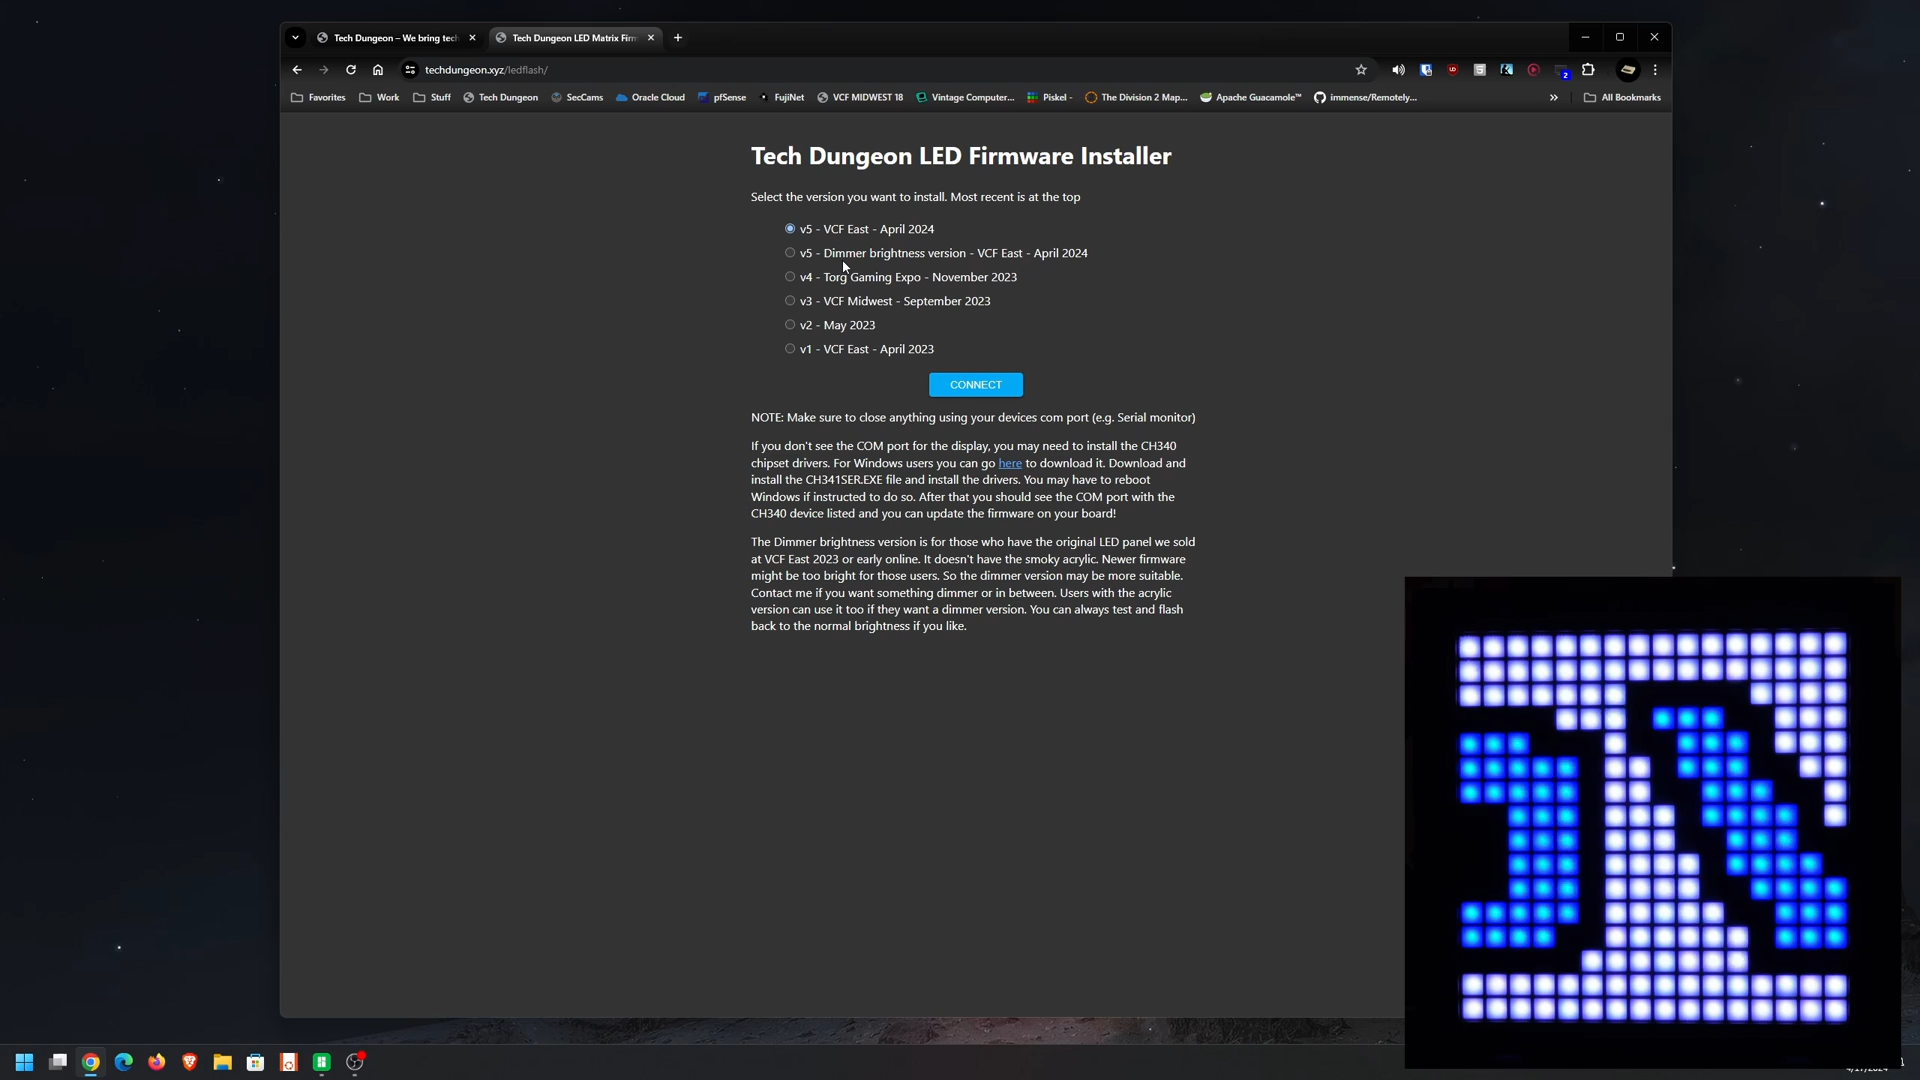 Tech Dungeon – We bring tech
Tech Dungeon LED Matrix Firm
techdungeon.xyz/ledflash/
2
Favorites
Work
Stuff
Tech Dungeon
SecCams
Oracle Cloud
pfSense
FujiNet
VCF MIDWEST 18
Vintage Computer...
Piskel -
The Division 2 Map...
Apache Guacamole™
immense/Remotely...
»
All Bookmarks
Tech Dungeon LED Firmware Installer
Select the version you want to install. Most recent is at the top
v5 - VCF East - April 2024
v5 - Dimmer brightness version - VCF East - April 2024
v4 - Torg Gaming Expo - November 2023
v3 - VCF Midwest - September 2023
v2 - May 2023
v1 - VCF East - April 2023
CONNECT
NOTE: Make sure to close anything using your devices com port (e.g. Serial monitor)
If you don't see the COM port for the display, you may need to install the CH340
chipset drivers. For Windows users you can go here to download it. Download and
install the CH341SER.EXE file and install the drivers. You may have to reboot
Windows if instructed to do so. After that you should see the COM port with the
CH340 device listed and you can update the firmware on your board!
The Dimmer brightness version is for those who have the original LED panel we sold
at VCF East 2023 or early online. It doesn't have the smoky acrylic. Newer firmware
might be too bright for those users. So the dimmer version may be more suitable.
Contact me if you want something dimmer or in between. Users with the acrylic
version can use it too if they want a dimmer version. You can always test and flash
back to the normal brightness if you like.